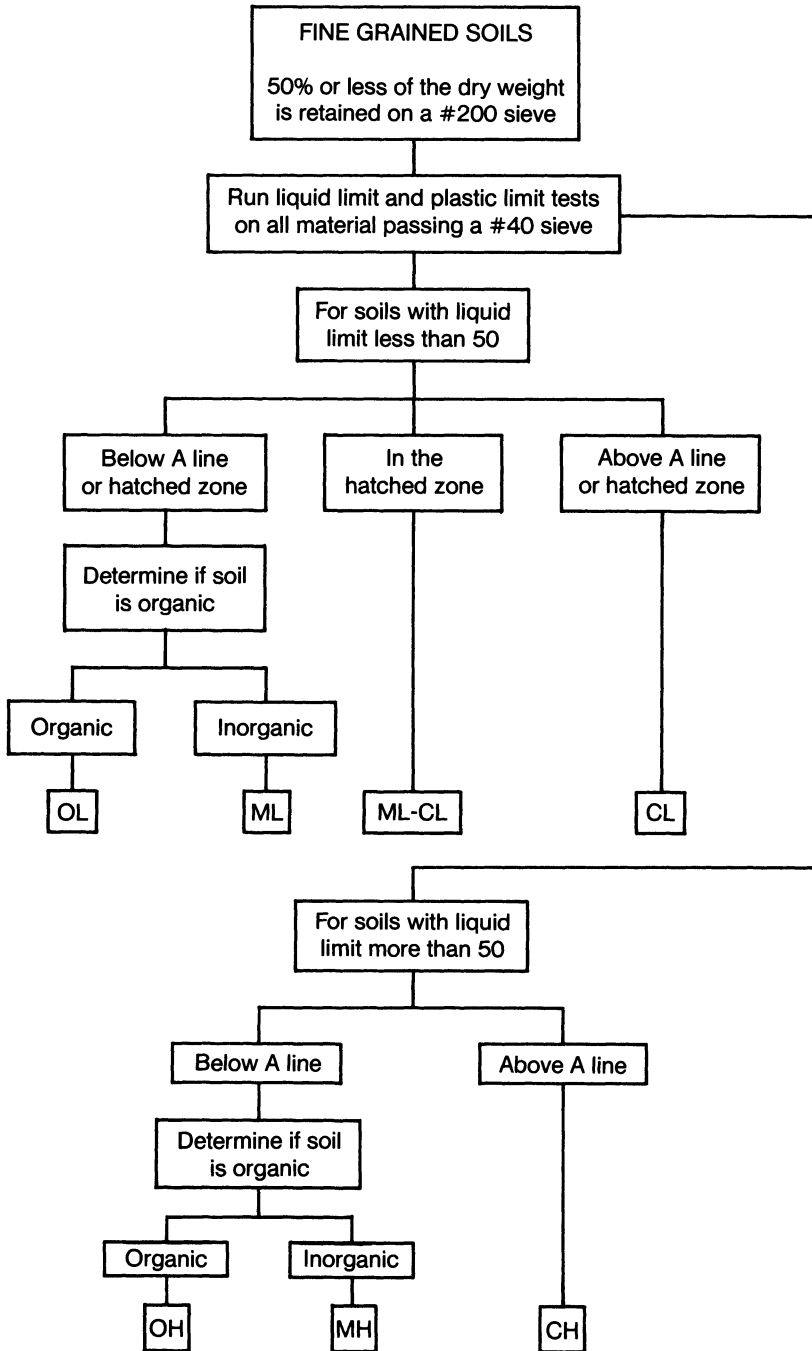 FINE GRAINED SOILS
50% or less of the dry weight
is retained on a #200 sieve
Run liquid limit and plastic limit tests
on all material passing a #40 sieve
For soils with liquid
limit less than 50
Below A line
or hatched zone
In the
hatched zone
Above A line
or hatched zone
Determine if soil
is organic
Organic
Inorganic
OL
ML
ML-CL
CL
For soils with liquid
limit more than 50
Below A line
Above A line
Determine if soil
is organic
Organic
Inorganic
OH
MH
CH